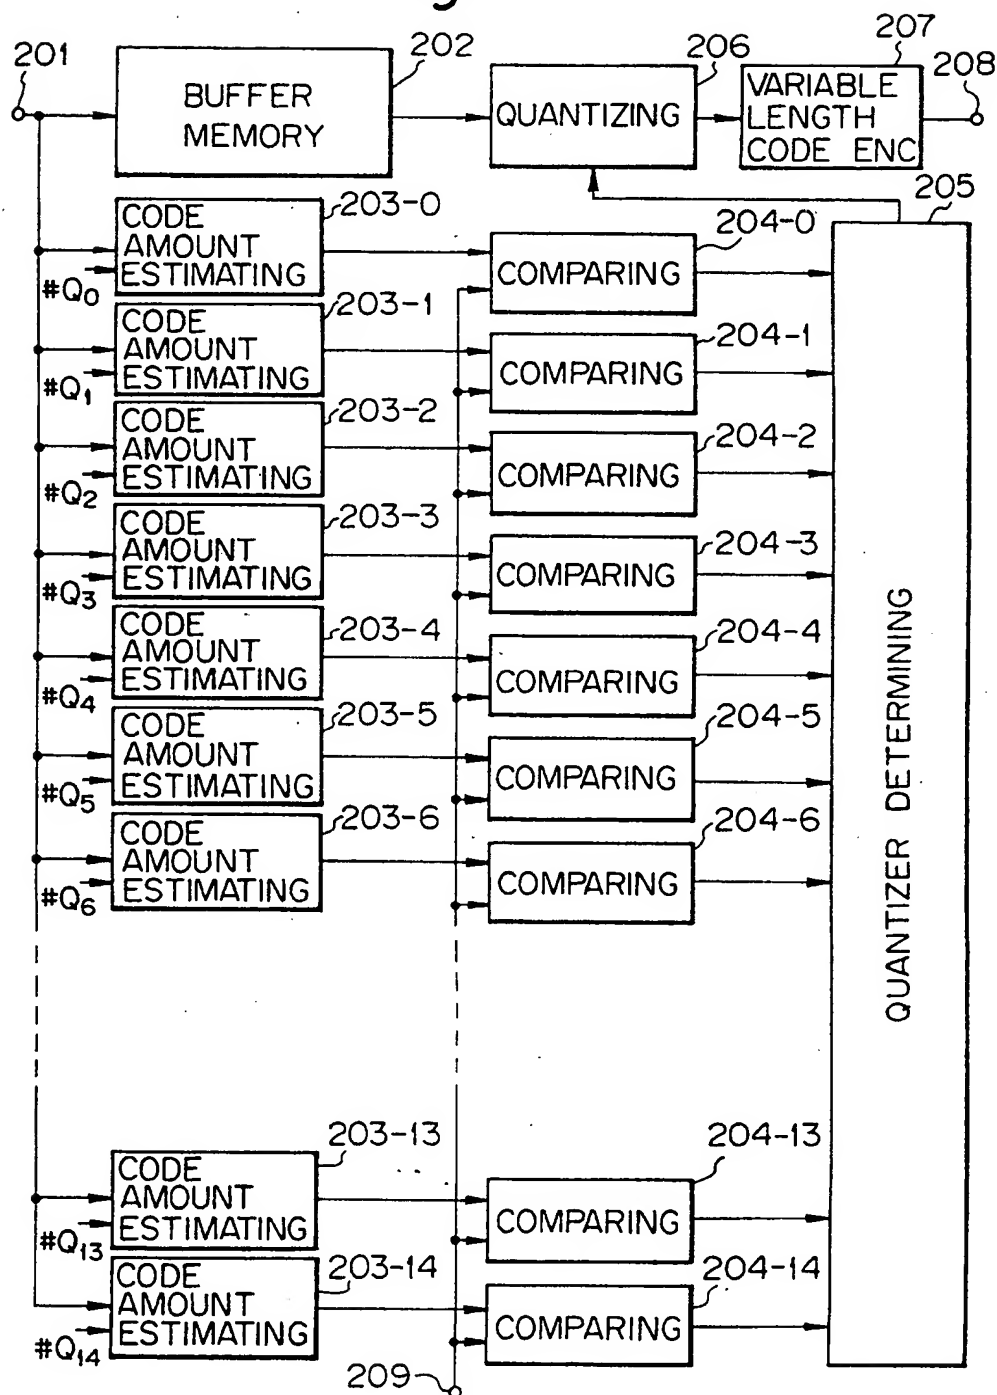 201
202
206
207
208
BUFFER
MEMORY
QUANTIZING
VARIABLE
LENGTH
CODE ENC
205
203-0
CODE
AMOUNT
ESTIMATING
#Q0
204-0
COMPARING
203-1
CODE
AMOUNT
ESTIMATING
#Q1
204-1
COMPARING
203-2
CODE
AMOUNT
ESTIMATING
#Q2
204-2
COMPARING
203-3
CODE
AMOUNT
ESTIMATING
#Q3
204-3
COMPARING
203-4
CODE
AMOUNT
ESTIMATING
#Q4
204-4
COMPARING
203-5
CODE
AMOUNT
ESTIMATING
#Q5
204-5
COMPARING
203-6
CODE
AMOUNT
ESTIMATING
#Q6
204-6
COMPARING
QUANTIZER DETERMINING
203-13
CODE
AMOUNT
ESTIMATING
#Q13
204-13
COMPARING
203-14
CODE
AMOUNT
ESTIMATING
#Q14
204-14
COMPARING
209